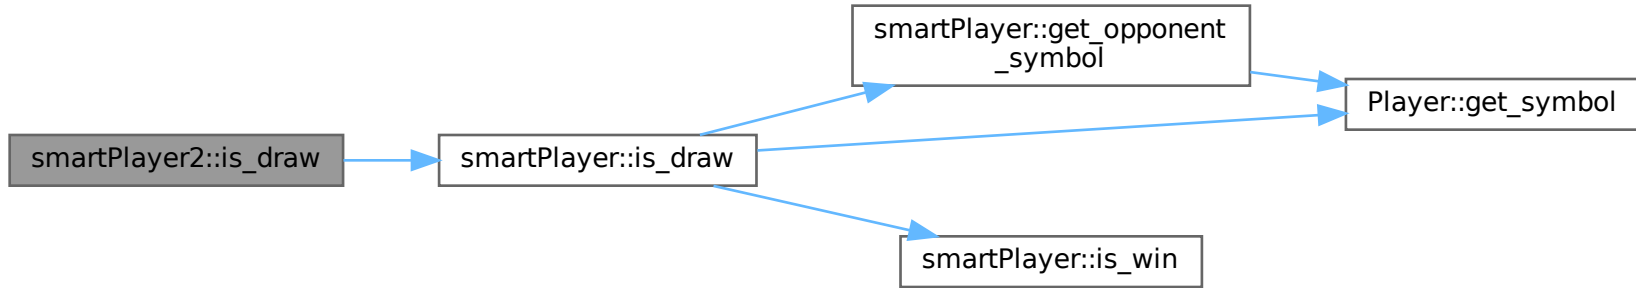 smartPlayer2::is_draw
smartPlayer::is_draw
smartPlayer::get_opponent
_symbol
Player::get_symbol
smartPlayer::is_win